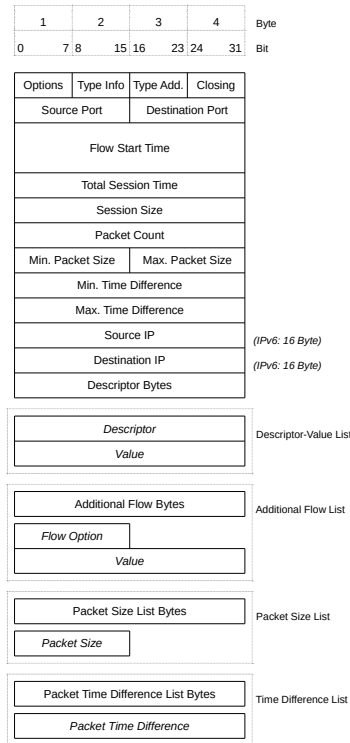 1 2 3 4 Byte
0 7 8 15 16 23 24 31 Bit
Options Type Info Type Add. Closing
Source Port Destination Port
Flow Start Time
Total Session Time
Session Size
Packet Count
Min. Packet Size Max. Packet Size
Min. Time Difference
Max. Time Difference
Source IP (IPv6: 16 Byte)
Destination IP (IPv6: 16 Byte)
Descriptor Bytes
Descriptor
Descriptor-Value List
Value
Additional Flow Bytes Additional Flow List
Flow Option
Value
Packet Size List Bytes Packet Size List
Packet Size
Packet Time Difference List Bytes Time Difference List
Packet Time Difference